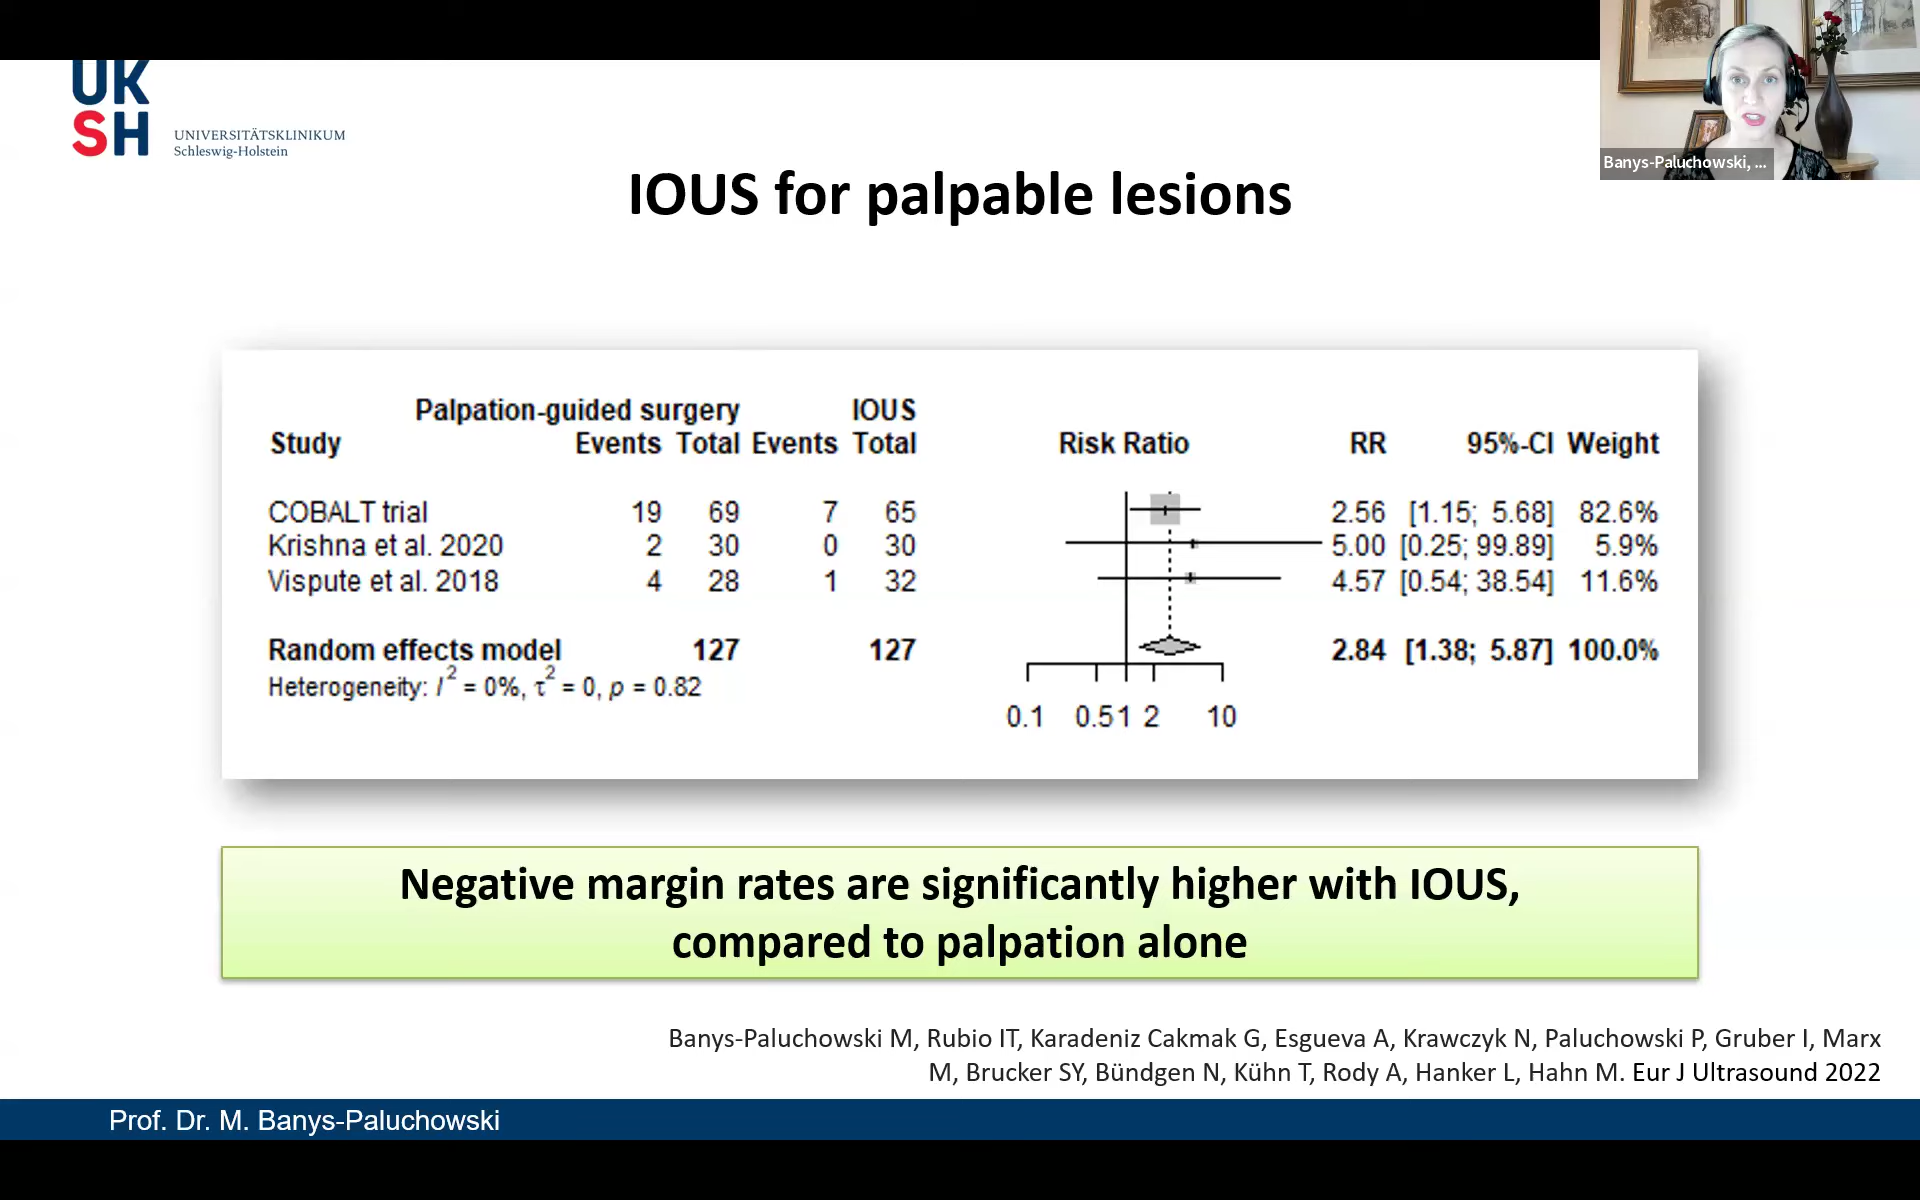 UK
SH
UNIVERSITÄTSKLINIKUM
Schleswig-Holstein
Banys-Paluchowski, ...
IOUS for palpable lesions
Palpation-guided surgery IOUS
Study Events Total Events Total Risk Ratio RR 95%-CI Weight
COBALT trial 19 69 7 65 2.56 [1.15; 5.68] 82.6%
Krishna et al. 2020 2 30 0 30 5.00 [0.25; 99.89] 5.9%
Vispute et al. 2018 4 28 1 32 4.57 [0.54; 38.54] 11.6%
Random effects model 127 127 2.84 [1.38; 5.87] 100.0%
Heterogeneity: I² = 0%, τ² = 0, p = 0.82
0.1 0.5 1 2 10
Negative margin rates are significantly higher with IOUS,
compared to palpation alone
Banys-Paluchowski M, Rubio IT, Karadeniz Cakmak G, Esgueva A, Krawczyk N, Paluchowski P, Gruber I, Marx
M, Brucker SY, Bündgen N, Kühn T, Rody A, Hanker L, Hahn M. Eur J Ultrasound 2022
Prof. Dr. M. Banys-Paluchowski